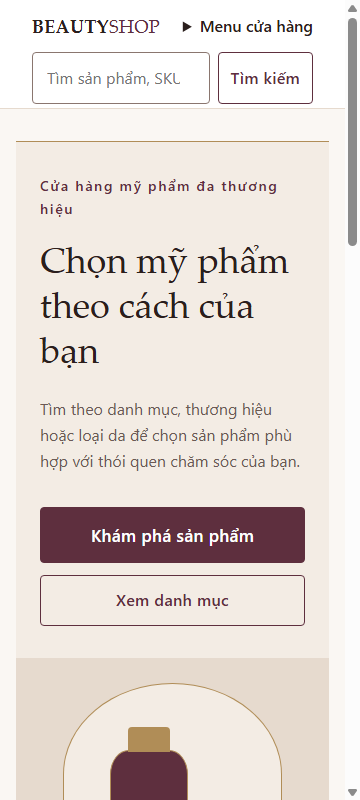 BEAUTYSHOP
Menu cửa hàng
Tìm sản phẩm, SKU
Tìm kiếm
Cửa hàng mỹ phẩm đa thương
hiệu
Chọn mỹ phẩm
theo cách của
bạn
Tìm theo danh mục, thương hiệu
hoặc loại da để chọn sản phẩm phù
hợp với thói quen chăm sóc của bạn.
Khám phá sản phẩm
Xem danh mục